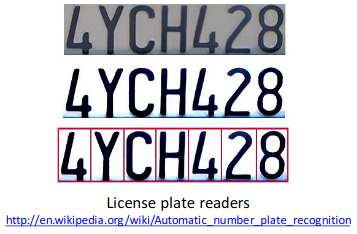 4YCH428
4YCH428
4YCH428
License plate readers
http://en.wikipedia.org/wiki/Automatic_number_plate_recognition